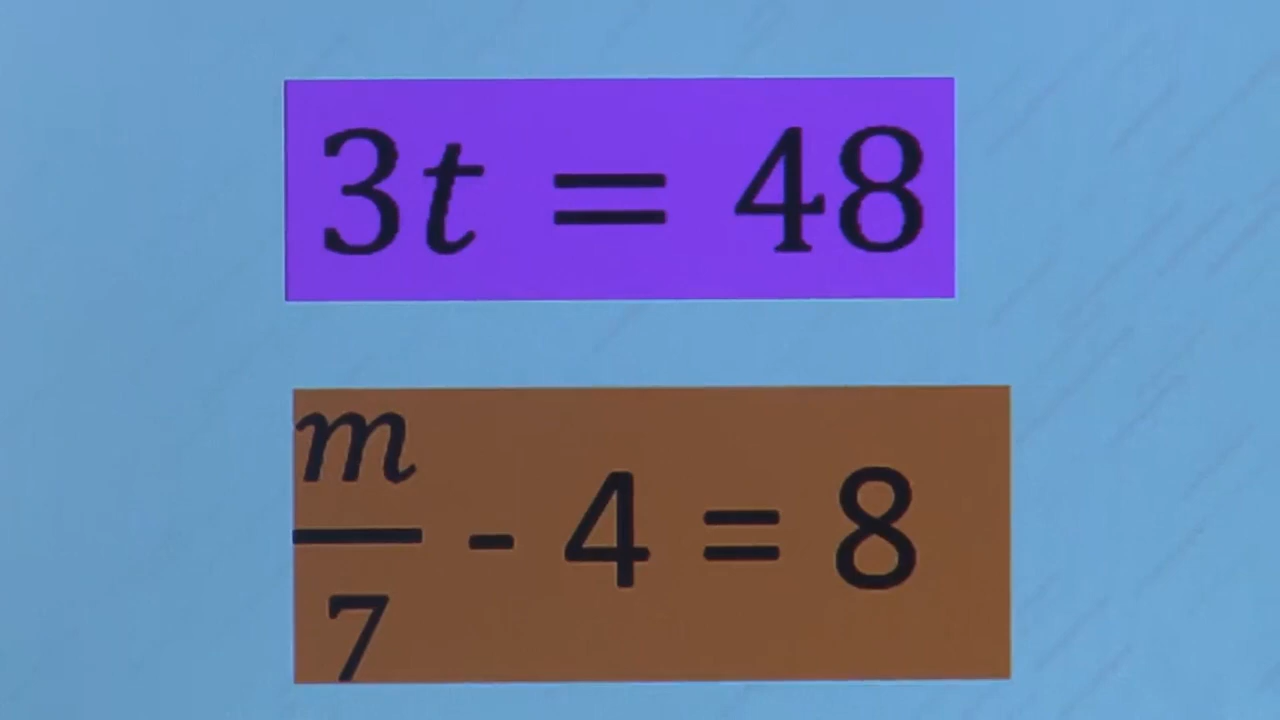 3t = 48
m/7 - 4 = 8